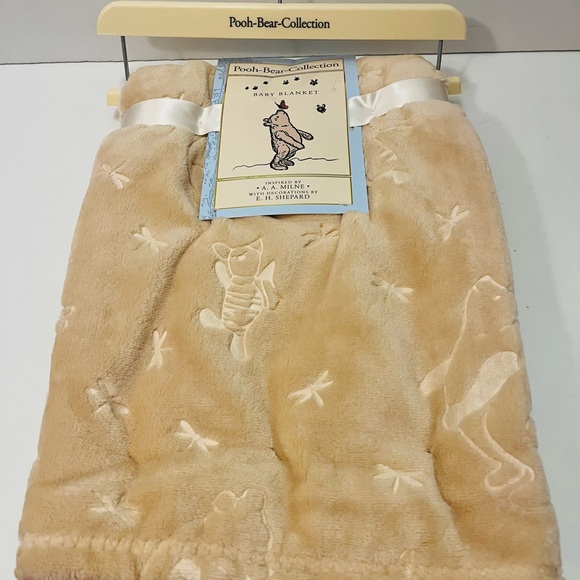 Pooh-Bear-Collection
Pooh-Bear-Collection
BABY BLANKET
INSPIRED BY
• A. A. MILNE •
WITH DECORATIONS BY
E. H. SHEPARD